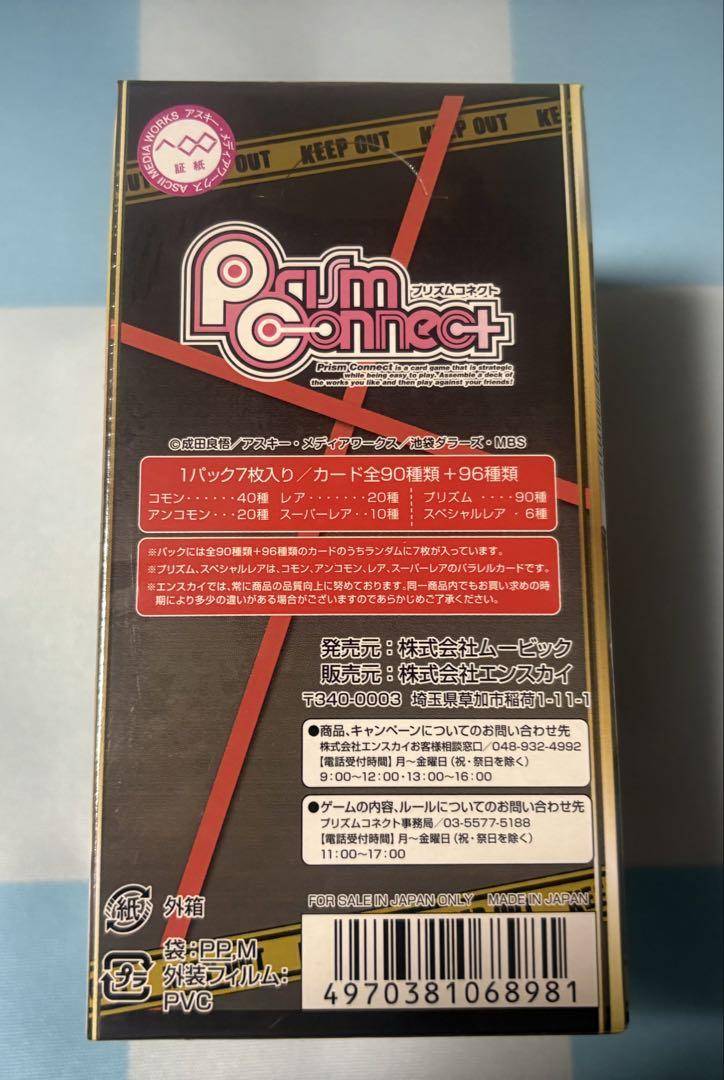 アスキー・メディアワークス ASCII MEDIA WORKS
証紙
OUT KEEP OUT KEEP OUT KE
Prism
プリズムコネクト
Connect
Prism Connect is a card game that is strategic
while being easy to play. Assemble a deck of
the works you like and then play against your friends!
©成田良悟/アスキー・メディアワークス/池袋ダラーズ・MBS
1パック7枚入り/カード全90種類+96種類
コモン······40種 レア·······20種 プリズム ····90種
アンコモン···20種 スーパーレア··10種 スペシャルレア · 6種
※パックには全90種類+96種類のカードのうちランダムに7枚が入っています。
※プリズム、スペシャルレアは、コモン、アンコモン、レア、スーパーレアのパラレルカードです。
※エンスカイでは、常に商品の品質向上に努めております。同一商品内でもお買い求めの時
期により多少の違いがある場合がございますのであらかじめご了承ください。
発売元:株式会社ムービック
販売元:株式会社エンスカイ
〒340-0003 埼玉県草加市稲荷1-11-1
●商品、キャンペーンについてのお問い合わせ先
株式会社エンスカイお客様相談窓口/048-932-4992
【電話受付時間】月~金曜日(祝・祭日を除く)
9:00~12:00・13:00~16:00
●ゲームの内容、ルールについてのお問い合わせ先
プリズムコネクト事務局/03-5577-5188
【電話受付時間】月~金曜日(祝・祭日を除く)
11:00~17:00
FOR SALE IN JAPAN ONLY MADE IN JAPAN
紙 外箱
プラ 袋:PP,M
外装フィルム:
PVC
4970381068981